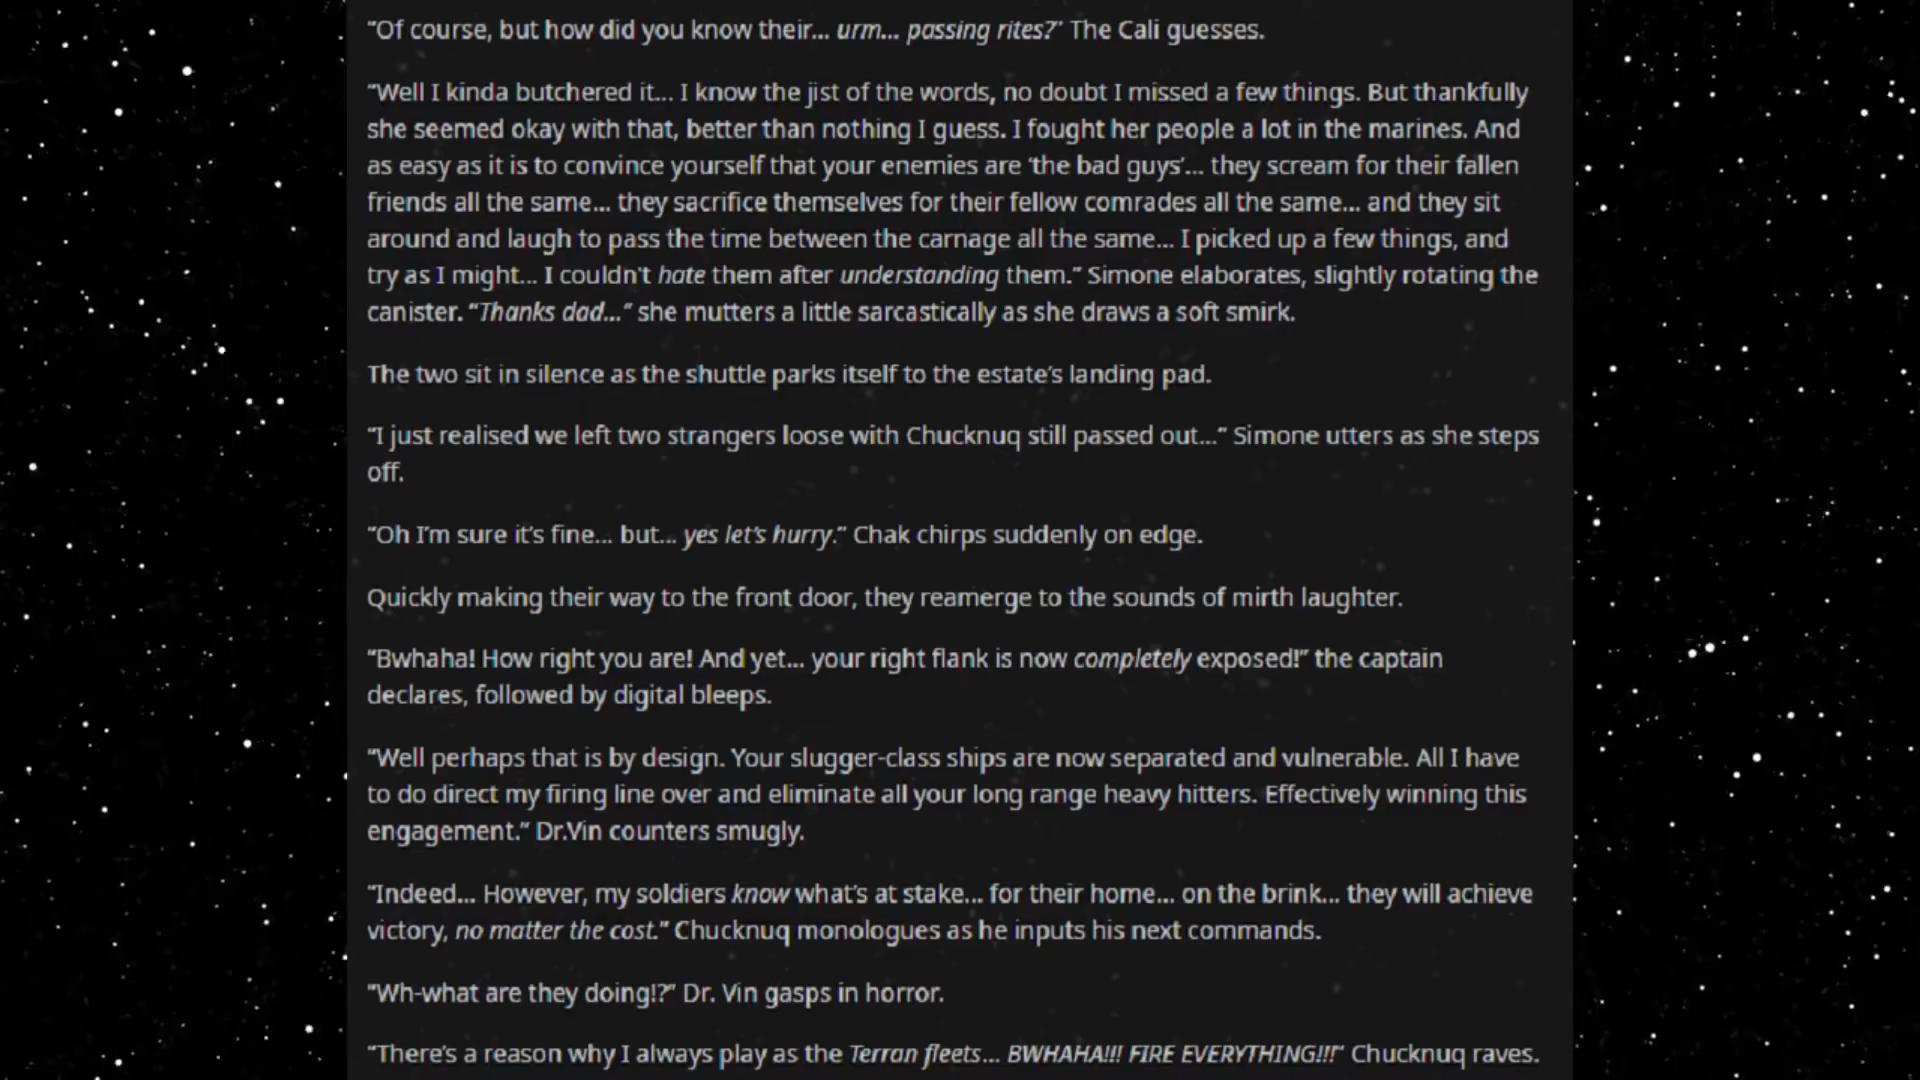 “Of course, but how did you know their... urm... passing rites?” The Cali guesses.
“Well I kinda butchered it... I know the jist of the words, no doubt I missed a few things. But thankfully
she seemed okay with that, better than nothing I guess. I fought her people a lot in the marines. And
as easy as it is to convince yourself that your enemies are ‘the bad guys’... they scream for their fallen
friends all the same... they sacrifice themselves for their fellow comrades all the same... and they sit
around and laugh to pass the time between the carnage all the same... I picked up a few things, and
try as I might... I couldn't hate them after understanding them.” Simone elaborates, slightly rotating the
canister. “Thanks dad...” she mutters a little sarcastically as she draws a soft smirk.
The two sit in silence as the shuttle parks itself to the estate’s landing pad.
“I just realised we left two strangers loose with Chucknuq still passed out...” Simone utters as she steps
off.
“Oh I’m sure it’s fine... but... yes let’s hurry.” Chak chirps suddenly on edge.
Quickly making their way to the front door, they reamerge to the sounds of mirth laughter.
“Bwhaha! How right you are! And yet... your right flank is now completely exposed!” the captain
declares, followed by digital bleeps.
“Well perhaps that is by design. Your slugger-class ships are now separated and vulnerable. All I have
to do direct my firing line over and eliminate all your long range heavy hitters. Effectively winning this
engagement.” Dr.Vin counters smugly.
“Indeed... However, my soldiers know what’s at stake... for their home... on the brink... they will achieve
victory, no matter the cost.” Chucknuq monologues as he inputs his next commands.
“Wh-what are they doing!?” Dr. Vin gasps in horror.
“There’s a reason why I always play as the Terran fleets... BWHAHA!!! FIRE EVERYTHING!!!” Chucknuq raves.